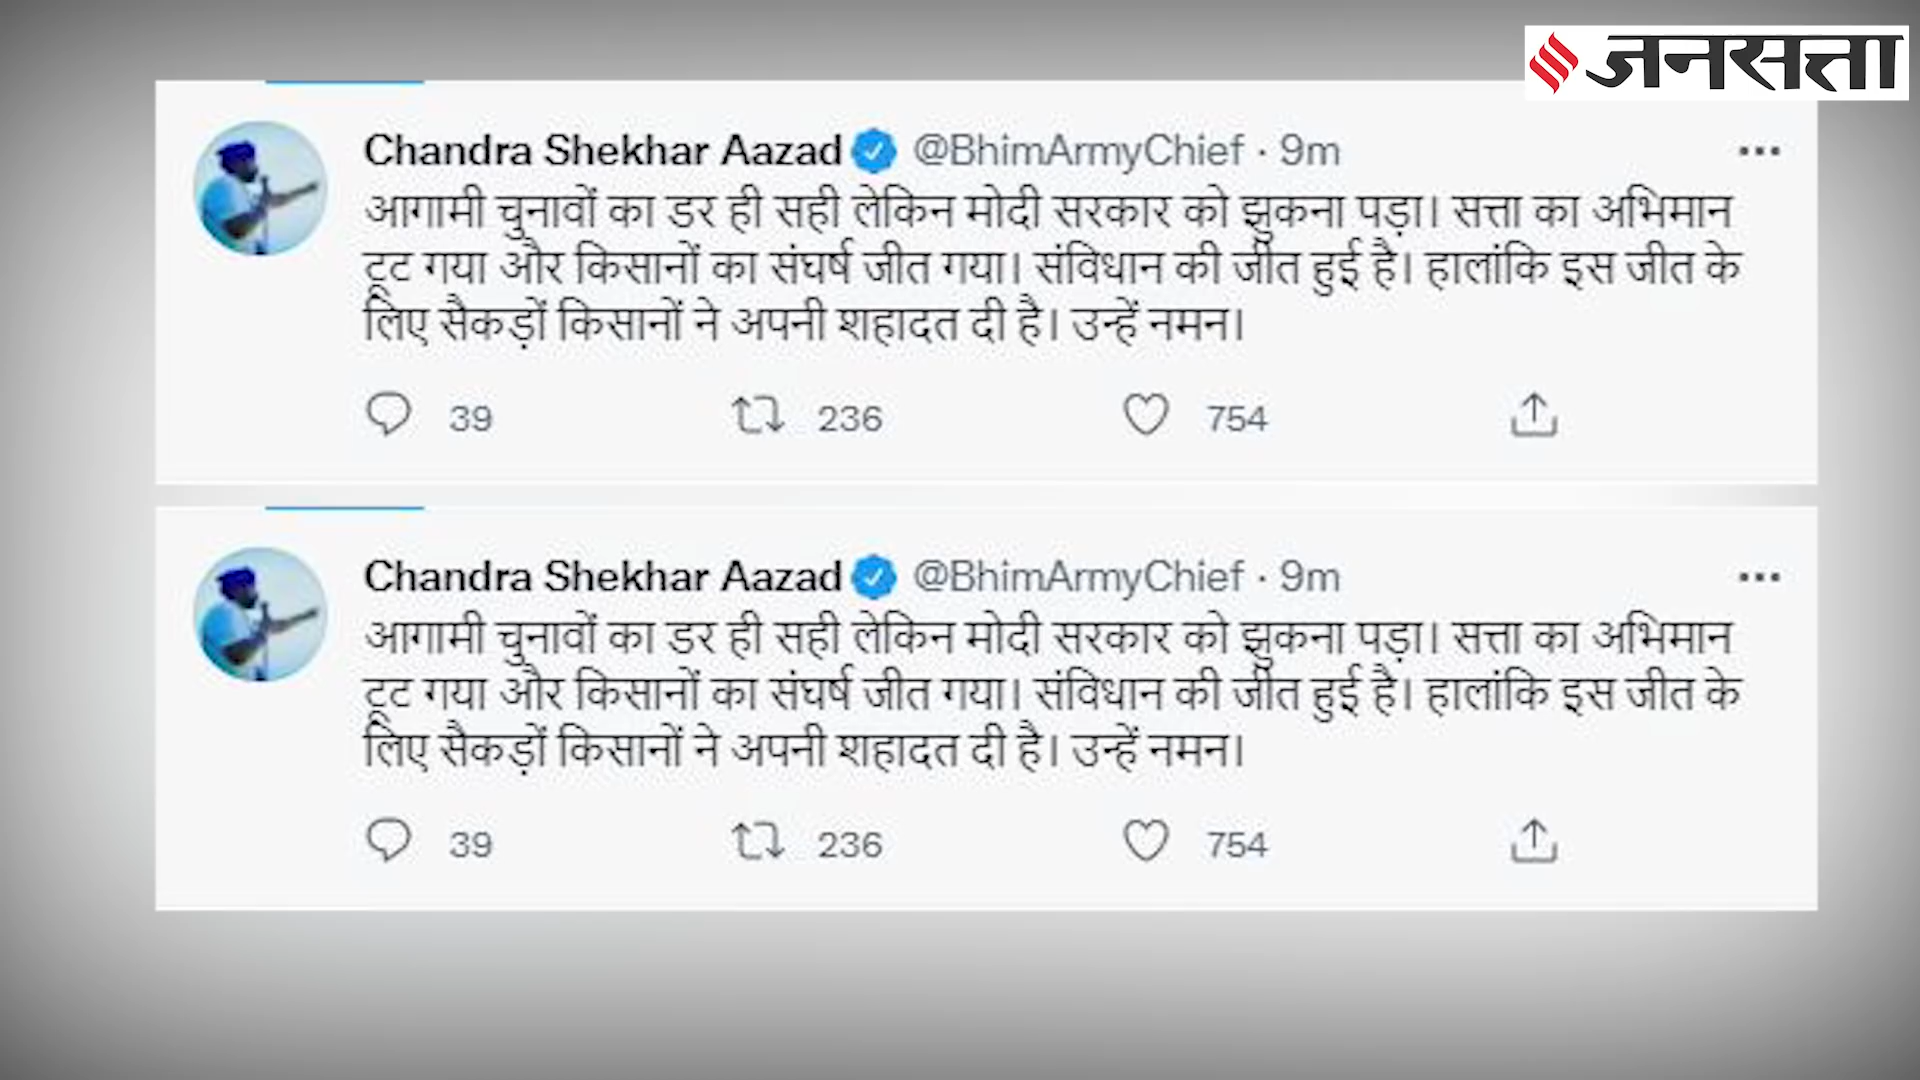 जनसत्ता
Chandra Shekhar Aazad @BhimArmyChief · 9m
आगामी चुनावों का डर ही सही लेकिन मोदी सरकार को झुकना पड़ा। सत्ता का अभिमान
टूट गया और किसानों का संघर्ष जीत गया। संविधान की जीत हुई है। हालांकि इस जीत के
लिए सैकड़ों किसानों ने अपनी शहादत दी है। उन्हें नमन।
39 236 754
Chandra Shekhar Aazad @BhimArmyChief · 9m
आगामी चुनावों का डर ही सही लेकिन मोदी सरकार को झुकना पड़ा। सत्ता का अभिमान
टूट गया और किसानों का संघर्ष जीत गया। संविधान की जीत हुई है। हालांकि इस जीत के
लिए सैकड़ों किसानों ने अपनी शहादत दी है। उन्हें नमन।
39 236 754